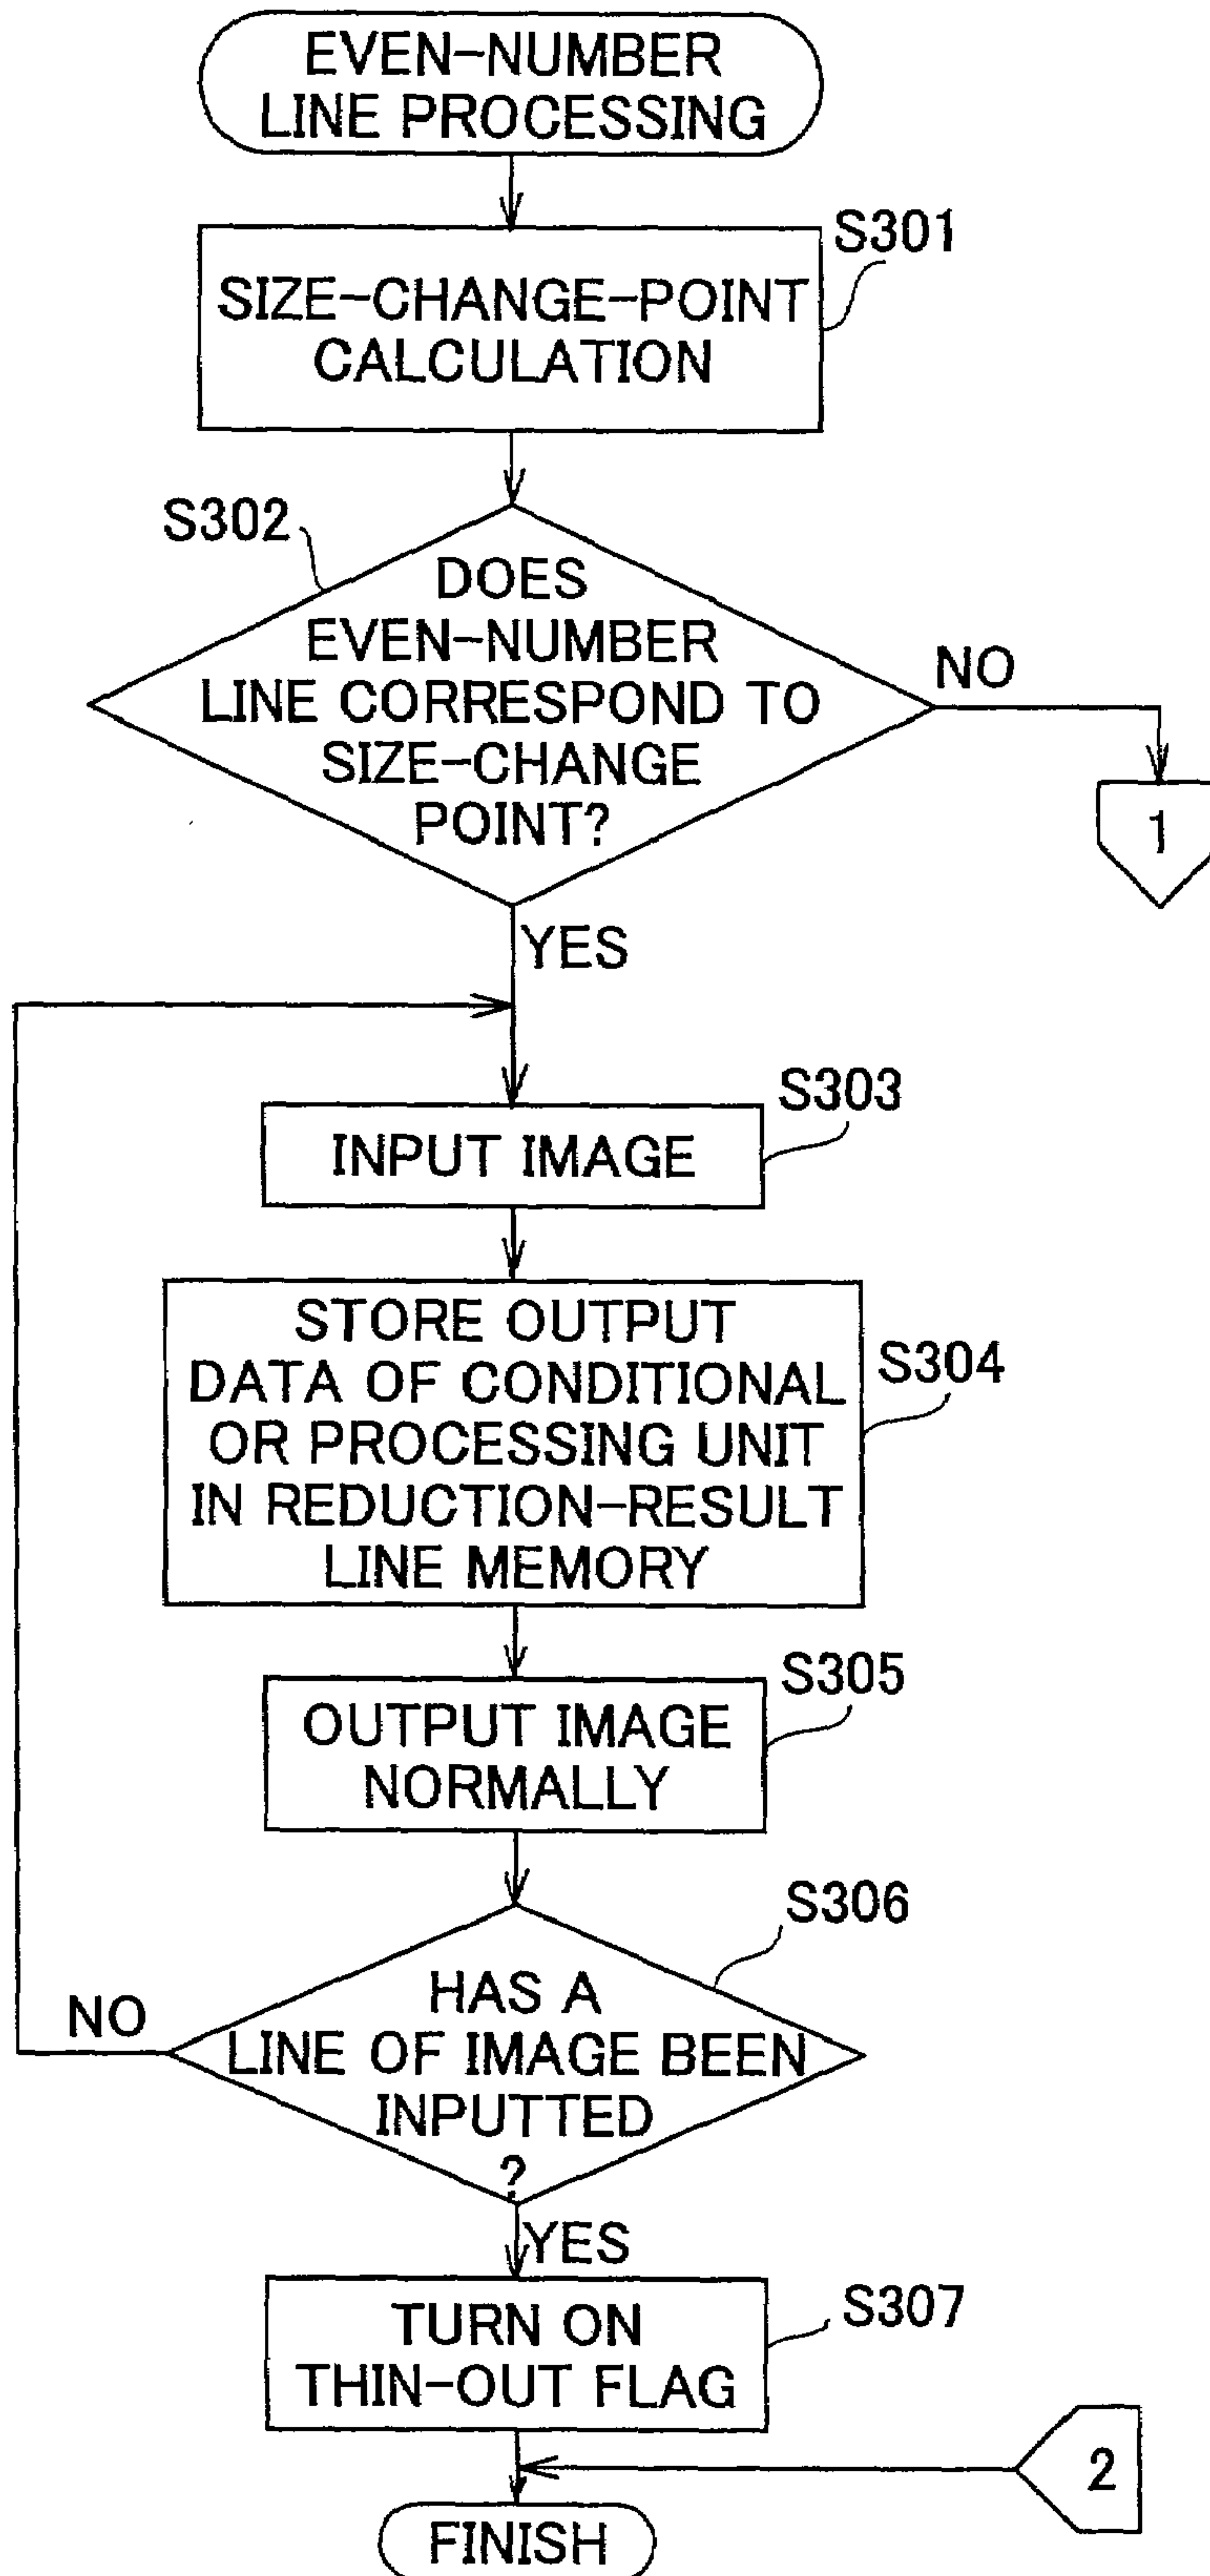 EVEN-NUMBER
LINE PROCESSING
S301
SIZE-CHANGE-POINT
CALCULATION
S302
DOES
EVEN-NUMBER
LINE CORRESPOND TO
SIZE-CHANGE
POINT?
NO
1
YES
S303
INPUT IMAGE
S304
STORE OUTPUT
DATA OF CONDITIONAL
OR PROCESSING UNIT
IN REDUCTION-RESULT
LINE MEMORY
S305
OUTPUT IMAGE
NORMALLY
S306
HAS A
LINE OF IMAGE BEEN
INPUTTED
?
NO
YES
S307
TURN ON
THIN-OUT FLAG
2
FINISH